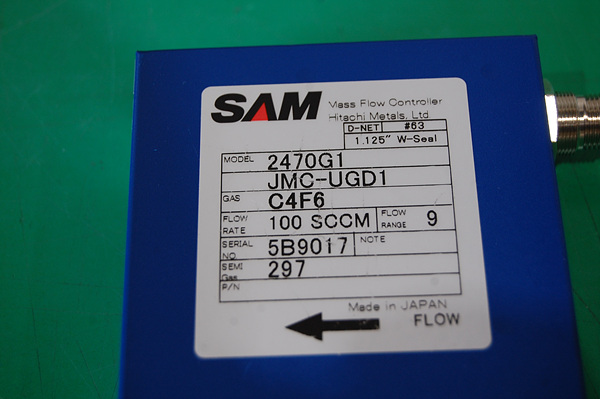 SAM Mass Flow Controller
Hitachi Metals, Ltd
D-NET #63
1.125" W-Seal
MODEL 2470G1
JMC-UGD1
GAS C4F6
FLOW RATE 100 SCCM FLOW RANGE 9
SERIAL NO 5B9017 NOTE
SEMI Gas 297
P/N
Made in JAPAN
FLOW